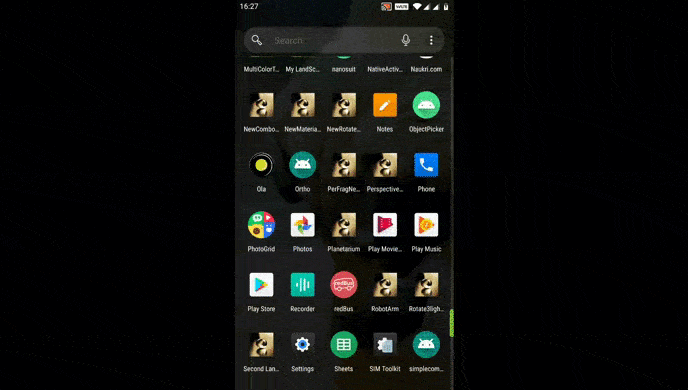 16:27
VoLTE
Search
MultiColorT... My LandSc... nanosuit NativeActiv... Naukri.com
NewCombo... NewMateria... NewRotate... Notes ObjectPicker
Ola Ortho PerFragNe... Perspective... Phone
PhotoGrid Photos Planetarium Play Movie... Play Music
redBus
Play Store Recorder redBus RobotArm Rotate3ligh...
Second Lan... Settings Sheets SIM Toolkit simplecom...